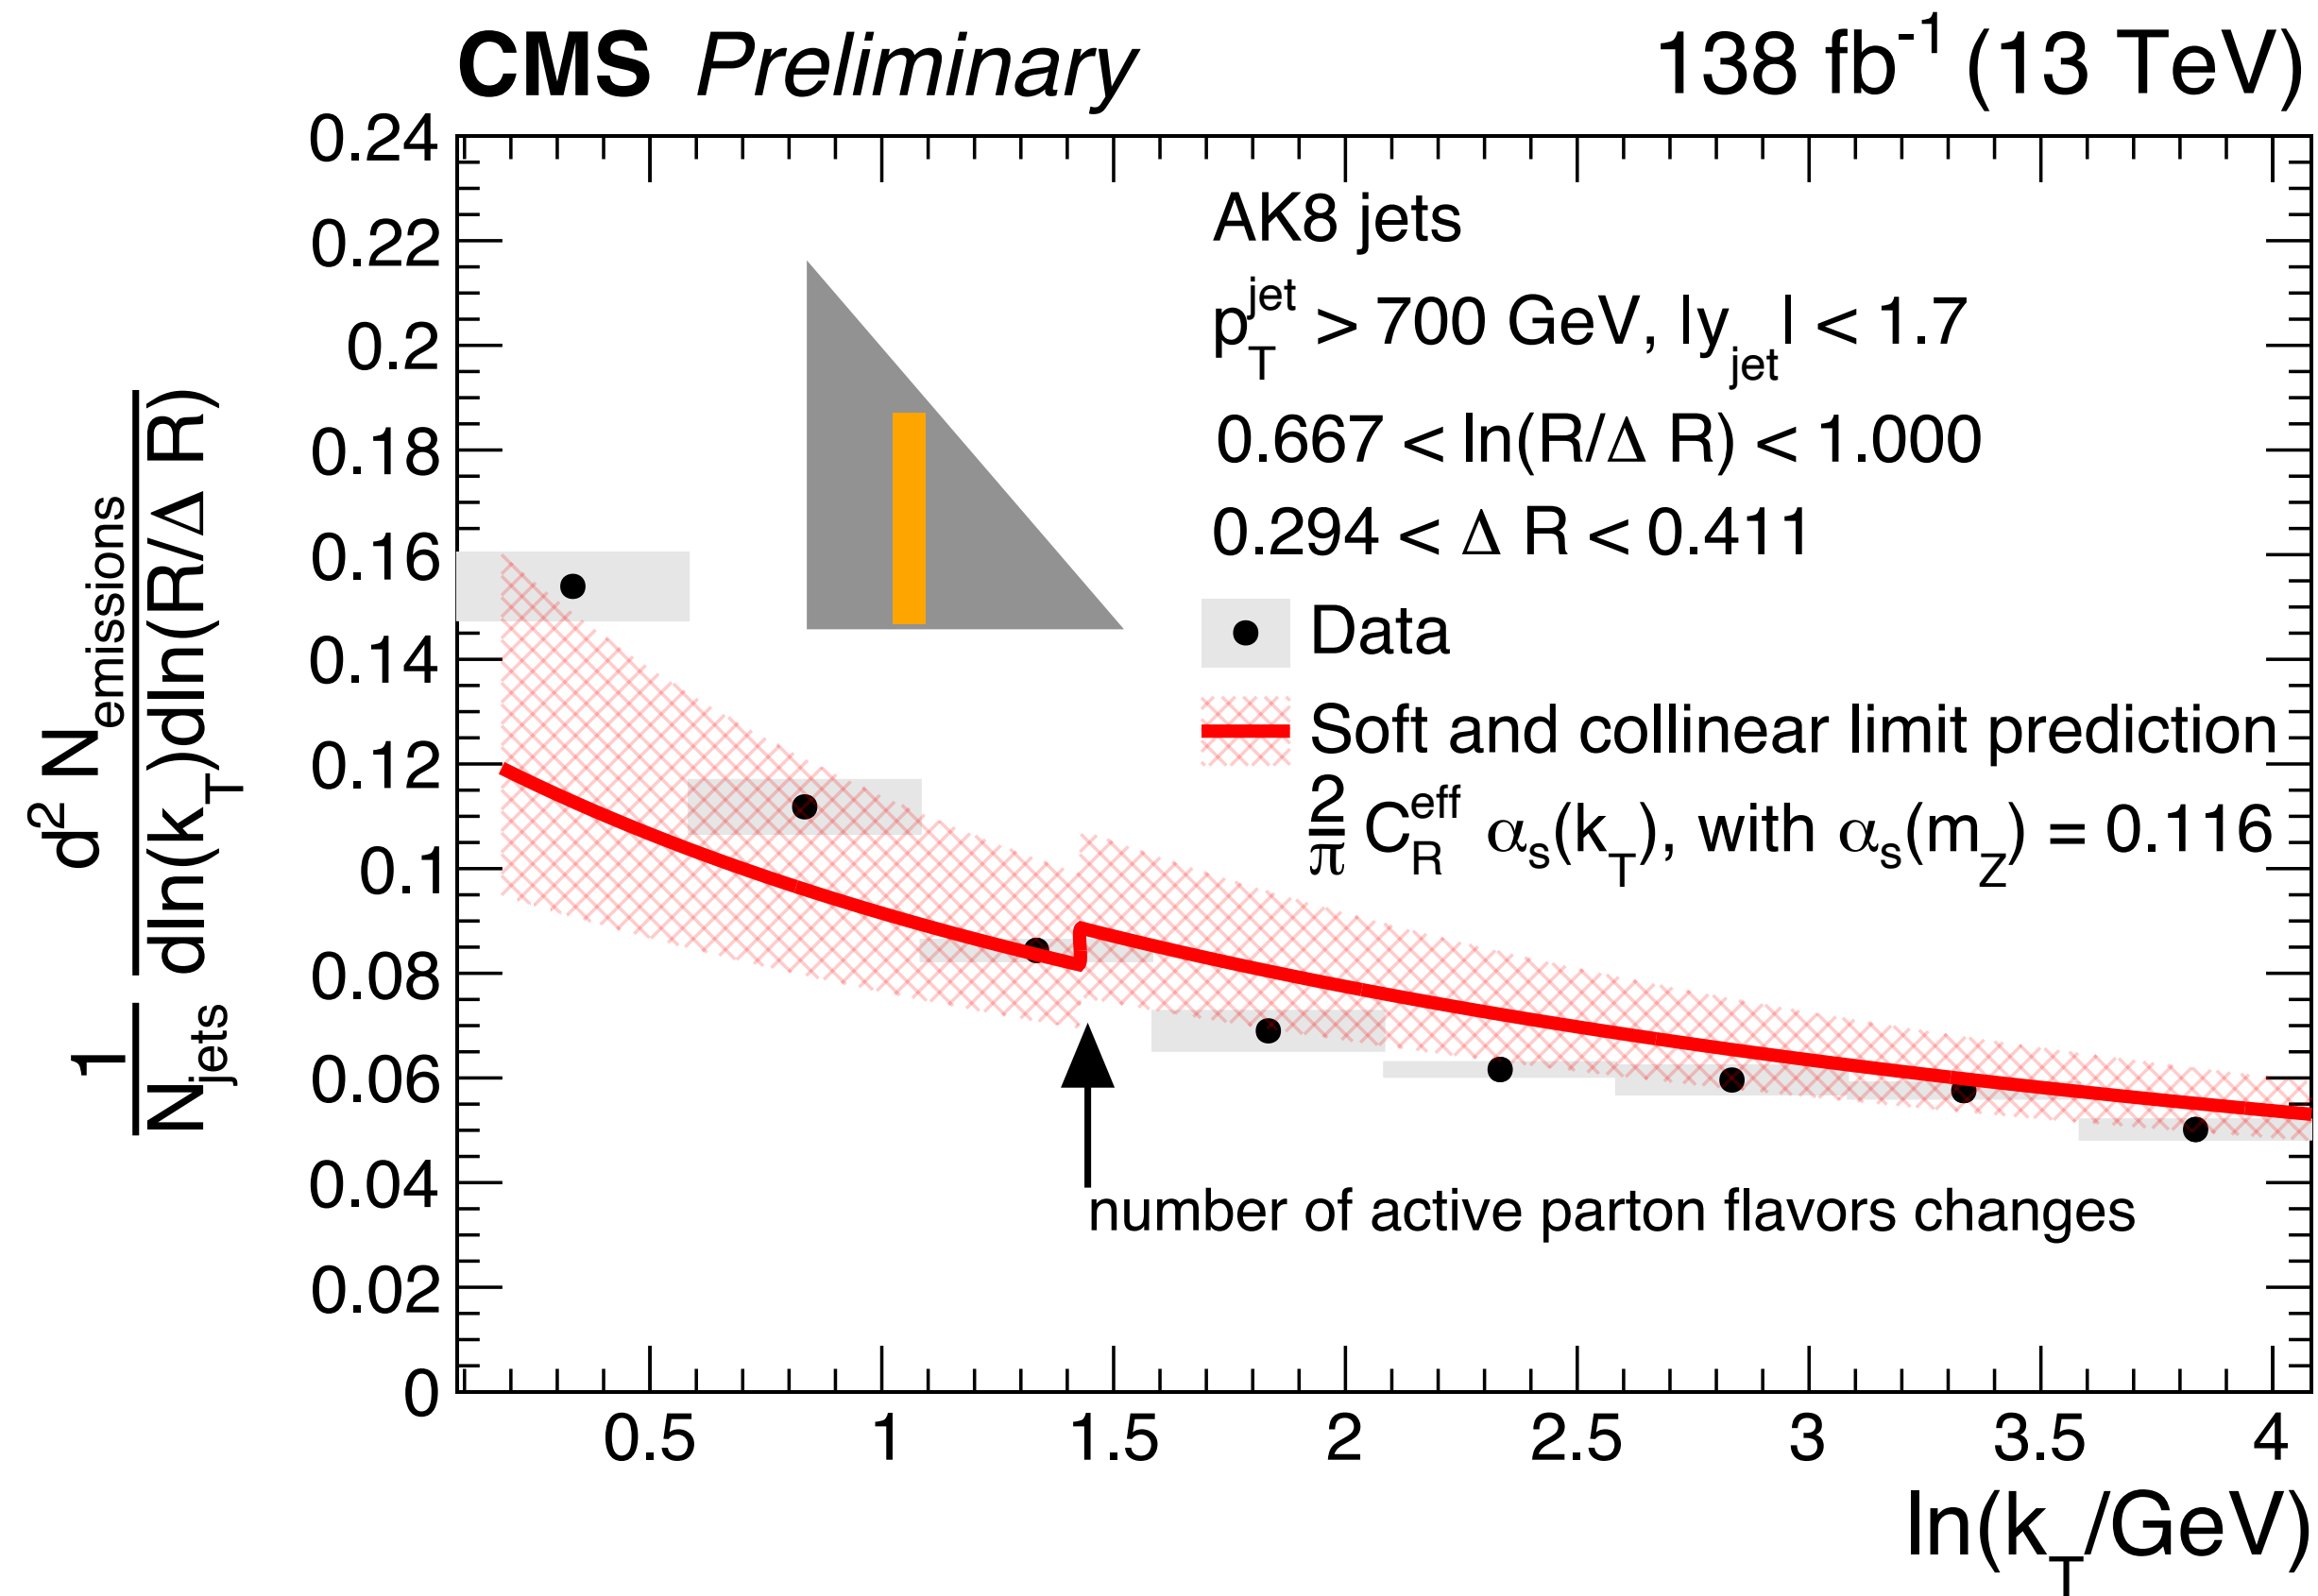 CMS Preliminary
138 fb-1 (13 TeV)
AK8 jets
pTjet > 700 GeV, |yjet| < 1.7
0.667 < ln(R/Δ R) < 1.000
0.294 < Δ R < 0.411
Data
Soft and collinear limit prediction
2/π CReff αs(kT), with αs(mZ) = 0.116
number of active parton flavors changes
1/Njets d2 Nemissions/dln(kT)dln(R/Δ R)
0.24
0.22
0.2
0.18
0.16
0.14
0.12
0.1
0.08
0.06
0.04
0.02
0
0.5 1 1.5 2 2.5 3 3.5 4
ln(kT/GeV)